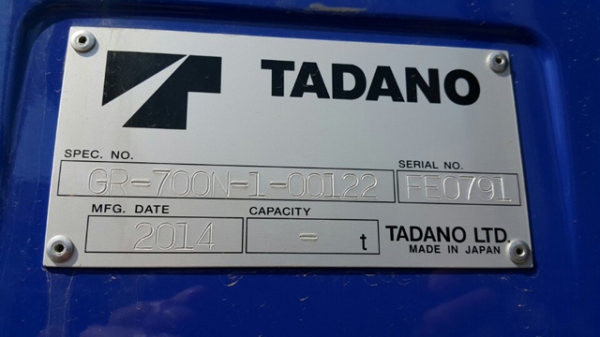 TADANO
SPEC. NO.
SERIAL NO.
GR-700N-1-00122
FE0791
MFG. DATE
CAPACITY
2014
- t
TADANO LTD.
MADE IN JAPAN